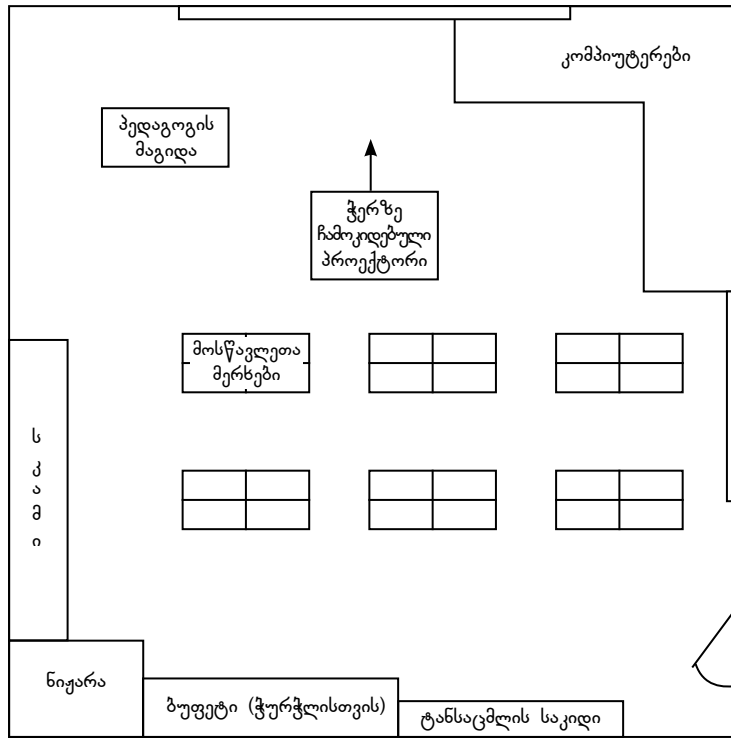 კომპიუტერები
პედაგოგის
მაგიდა
ჭერზე
ჩამოკიდებული
პროექტორი
მოსწავლეთა
მერხები
ს
კ
ა
მ
ი
ნიჟარა
ბუფეტი (ჭურჭლისთვის)
ტანსაცმლის საკიდი